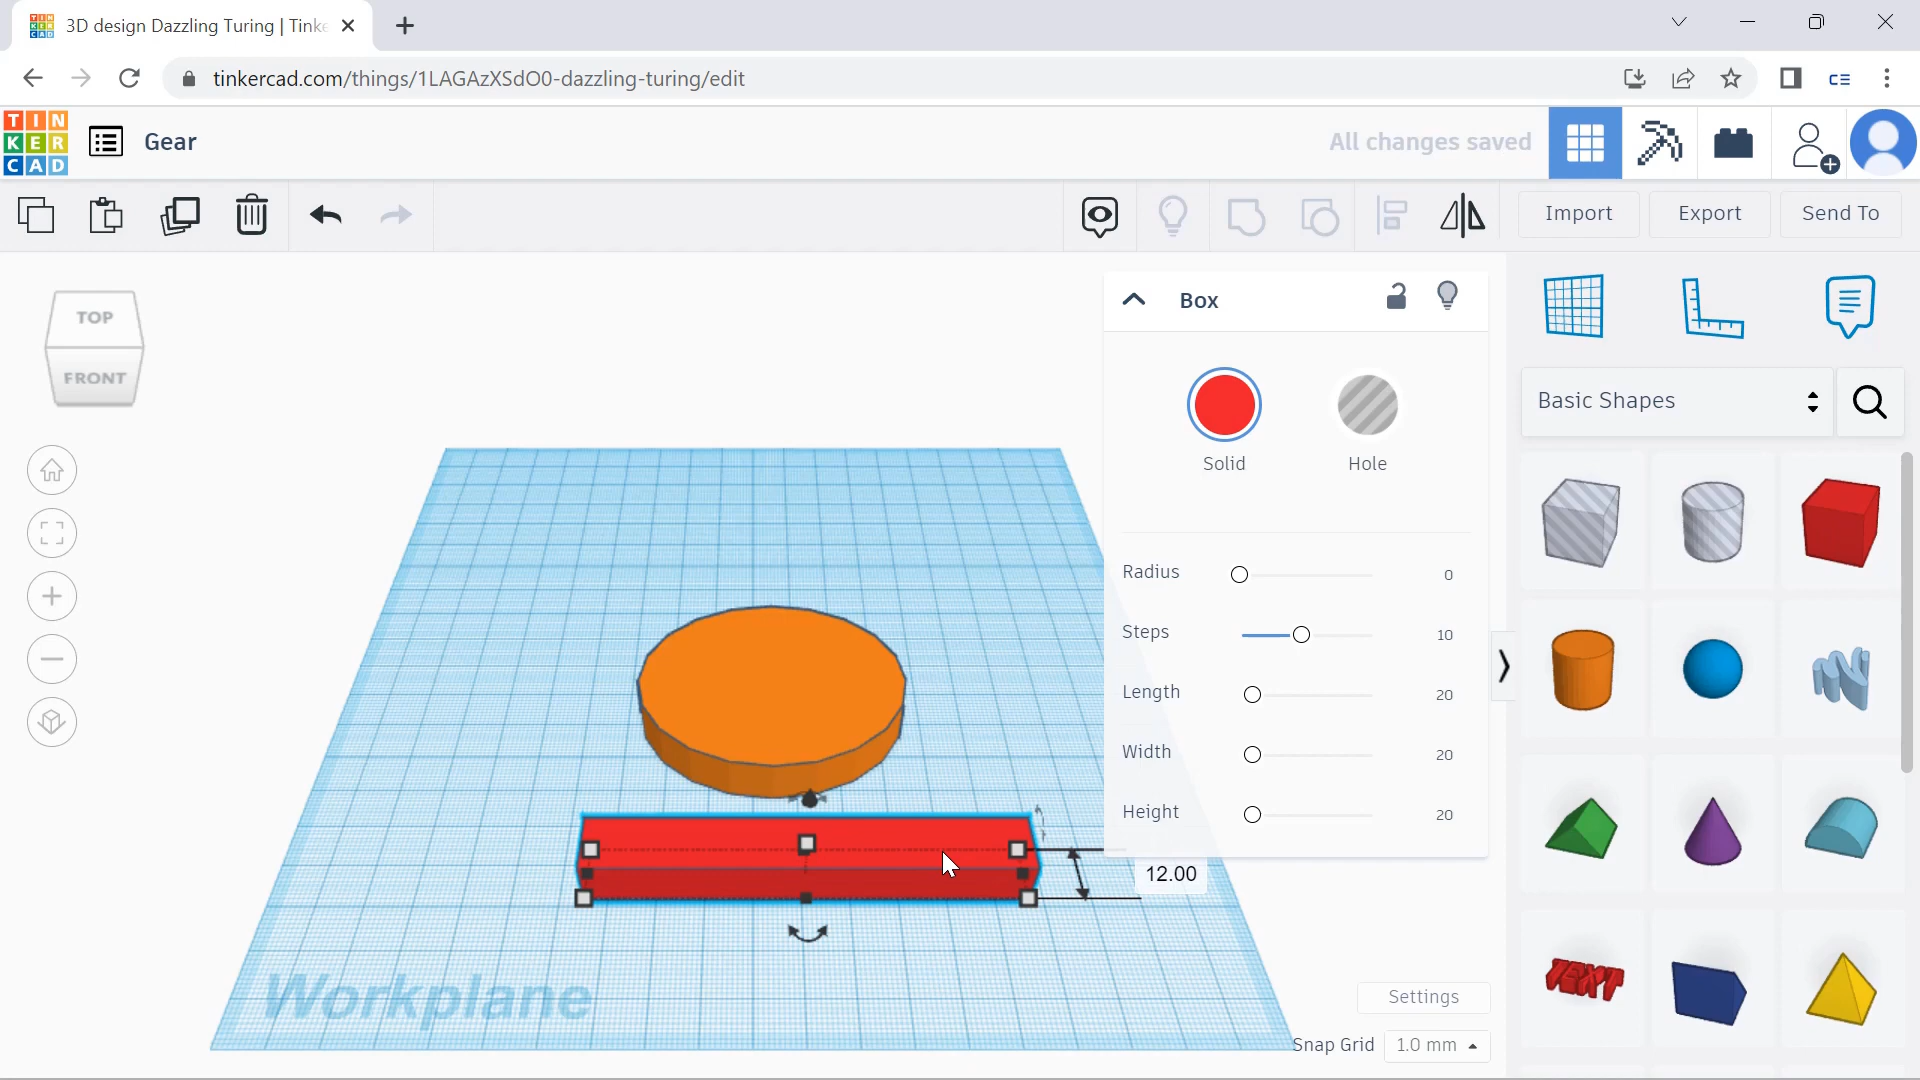 3D design Dazzling Turing | Tinke
tinkercad.com/things/1LAGAzXSdO0-dazzling-turing/edit
TIN
KER
CAD
Gear
All changes saved
Import
Export
Send To
TOP
FRONT
Box
Solid
Hole
Radius 0
Steps 10
Length 20
Width 20
Height 20
Basic Shapes
12.00
TEXT
Workplane
Settings
Snap Grid 1.0 mm